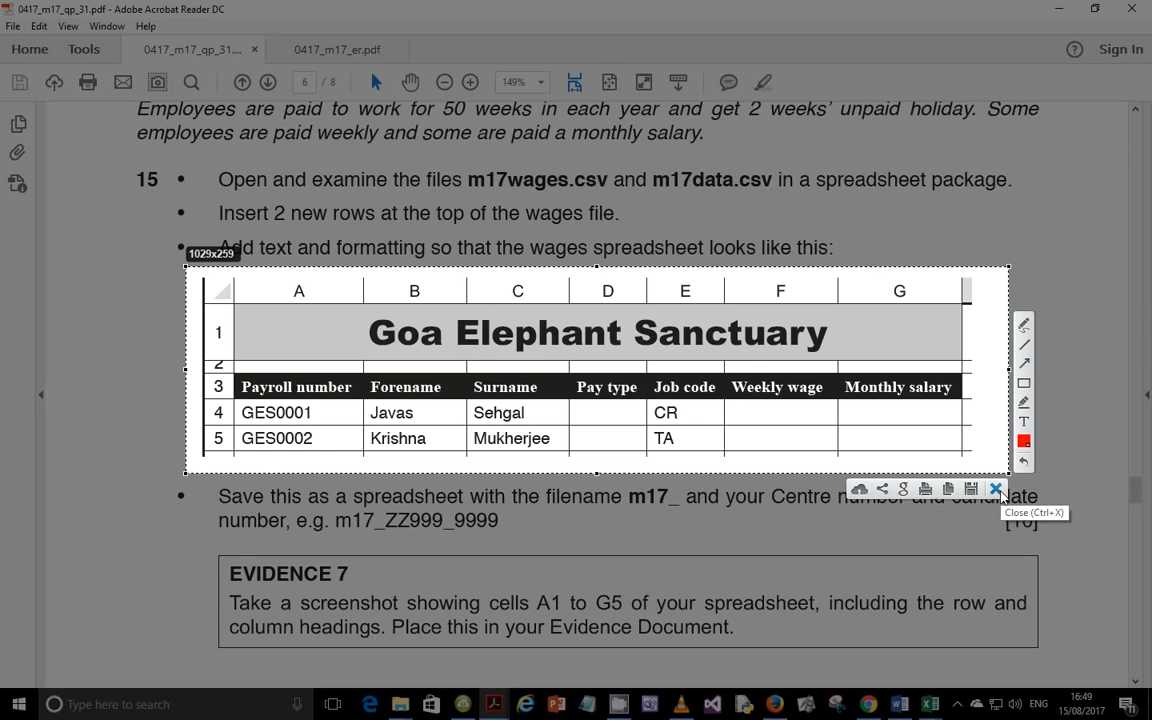 0417_m17_qp_31.pdf - Adobe Acrobat Reader DC
File Edit View Window Help
Home Tools 0417_m17_qp_31.... × 0417_m17_er.pdf ? Sign In
6 / 8 149%
Employees are paid to work for 50 weeks in each year and get 2 weeks' unpaid holiday. Some
employees are paid weekly and some are paid a monthly salary.
15 • Open and examine the files m17wages.csv and m17data.csv in a spreadsheet package.
• Insert 2 new rows at the top of the wages file.
• Add text and formatting so that the wages spreadsheet looks like this:
1029x259
A B C D E F G
1 Goa Elephant Sanctuary
2
3 Payroll number Forename Surname Pay type Job code Weekly wage Monthly salary
4 GES0001 Javas Sehgal CR
5 GES0002 Krishna Mukherjee TA
T
g
• Save this as a spreadsheet with the filename m17_ and your Centre number and candidate
number, e.g. m17_ZZ999_9999 [10]
Close (Ctrl+X)
EVIDENCE 7
Take a screenshot showing cells A1 to G5 of your spreadsheet, including the row and
column headings. Place this in your Evidence Document.
Type here to search
ENG
16:49
15/08/2017